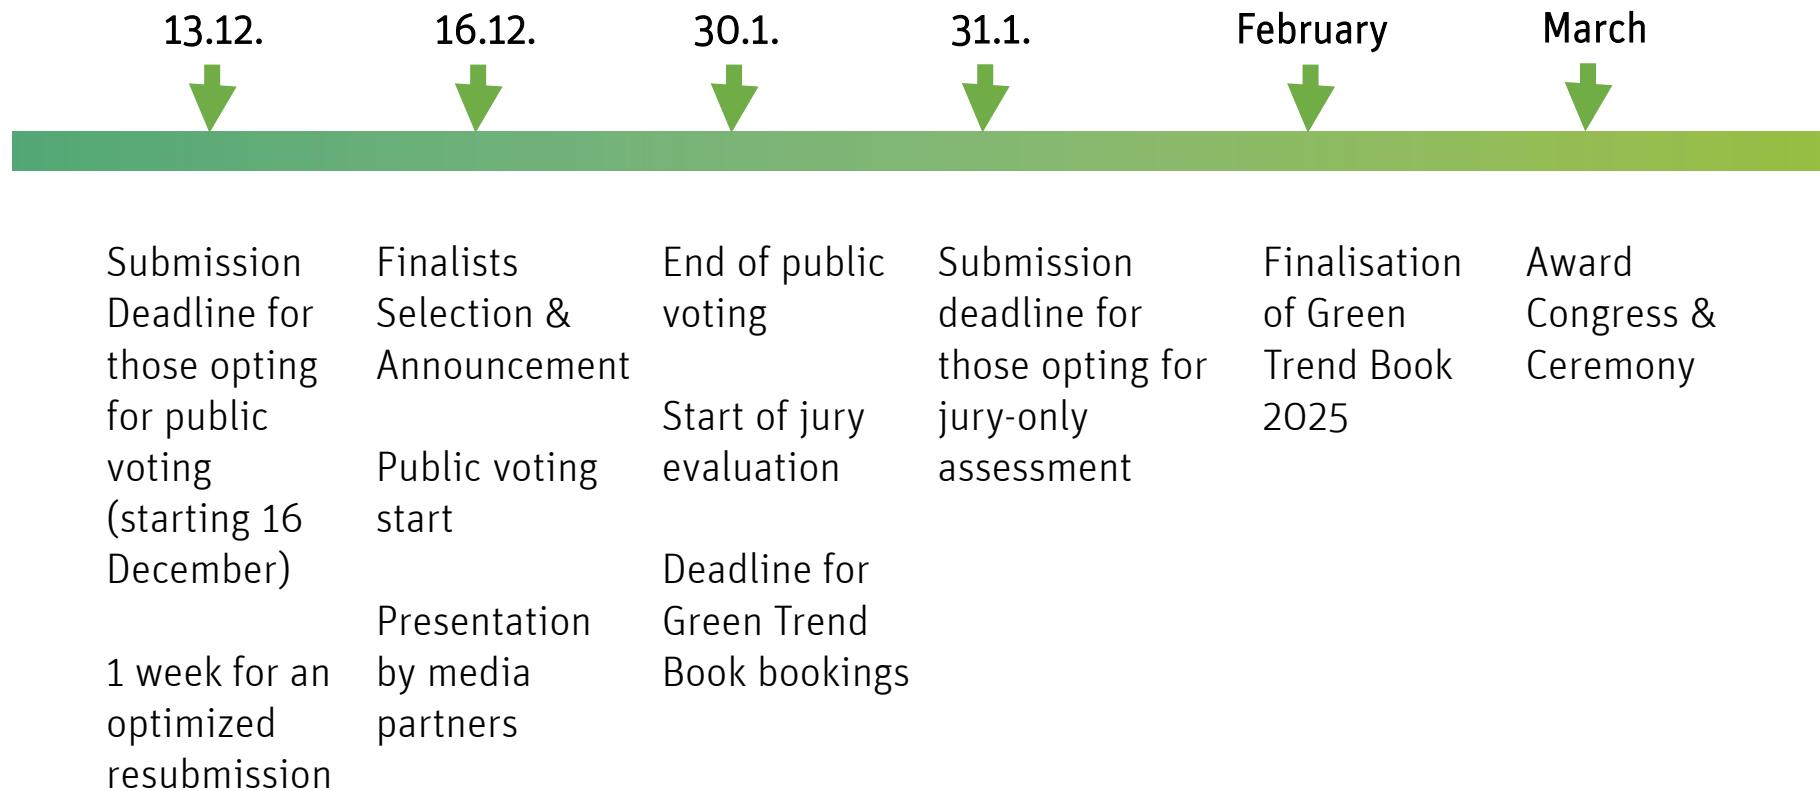 13.12.
16.12.
30.1.
31.1.
February
March
Submission
Deadline for
those opting
for public
voting
(starting 16
December)
1 week for an
optimized
resubmission
Finalists
Selection &
Announcement
Public voting
start
Presentation
by media
partners
End of public
voting
Start of jury
evaluation
Deadline for
Green Trend
Book bookings
Submission
deadline for
those opting for
jury-only
assessment
Finalisation
of Green
Trend Book
2025
Award
Congress &
Ceremony